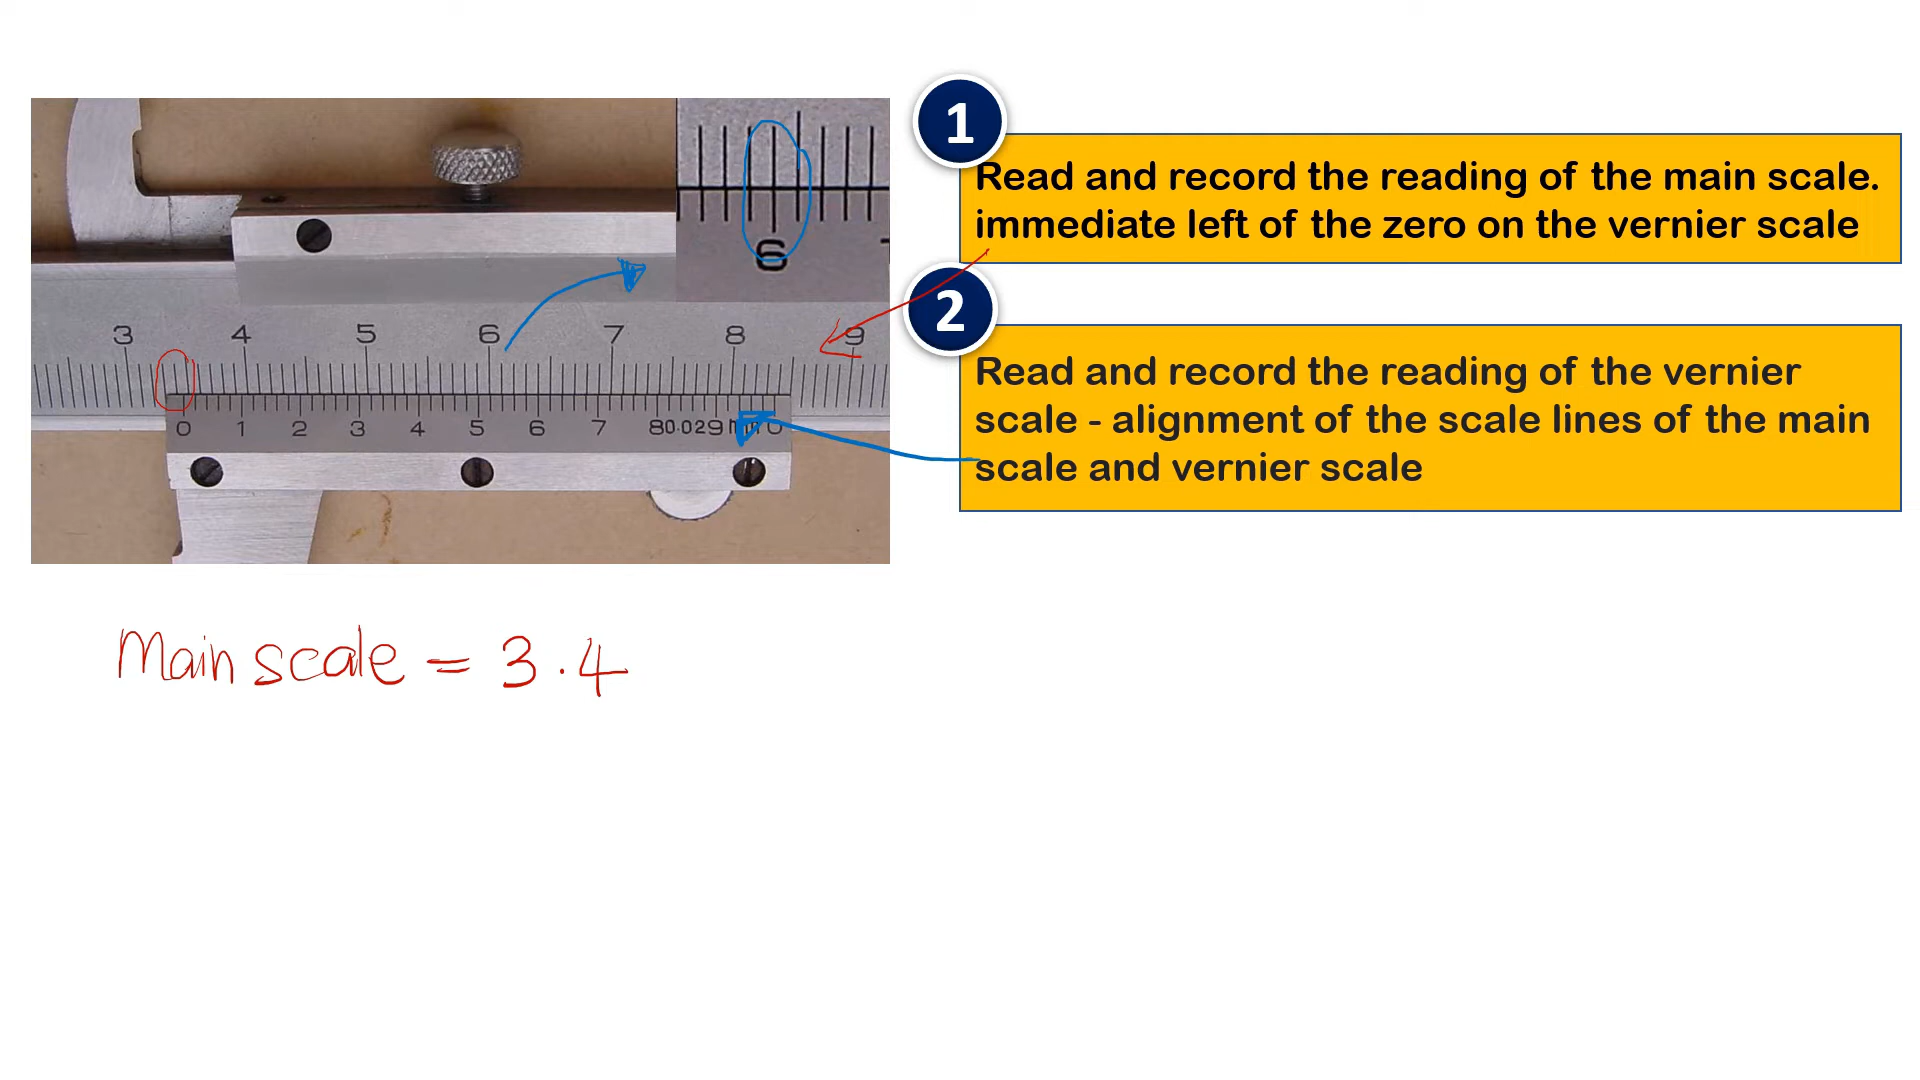 1
Read and record the reading of the main scale.
immediate left of the zero on the vernier scale
2
Read and record the reading of the vernier
scale - alignment of the scale lines of the main
scale and vernier scale
6
3 4 5 6 7 8 9
0 1 2 3 4 5 6 7 8 9 0
Main scale = 3.4